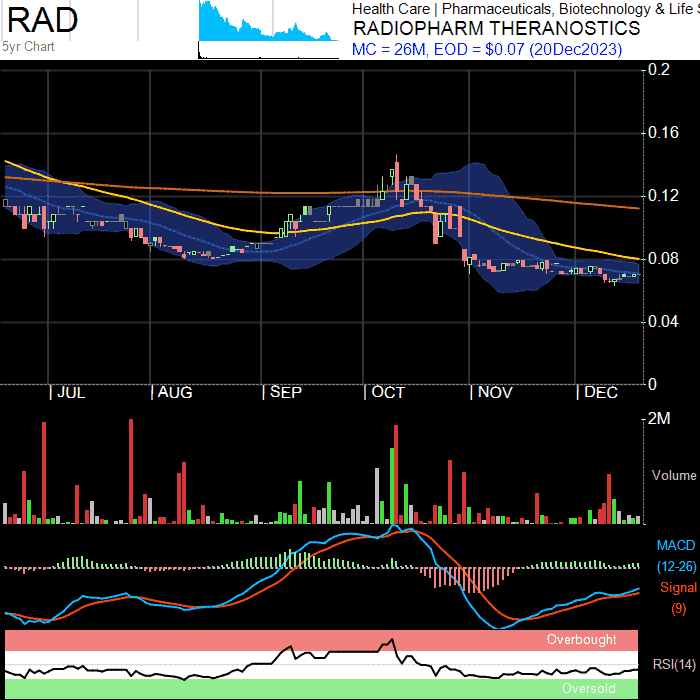 RAD
5yr Chart
Health Care | Pharmaceuticals, Biotechnology & Life S
RADIOPHARM THERANOSTICS
MC = 26M, EOD = $0.07 (20Dec2023)
0.2
0.16
0.12
0.08
0.04
0
| JUL | AUG | SEP | OCT | NOV | DEC
2M
Volume
MACD
(12-26)
Signal
(9)
Overbought
RSI(14)
Oversold